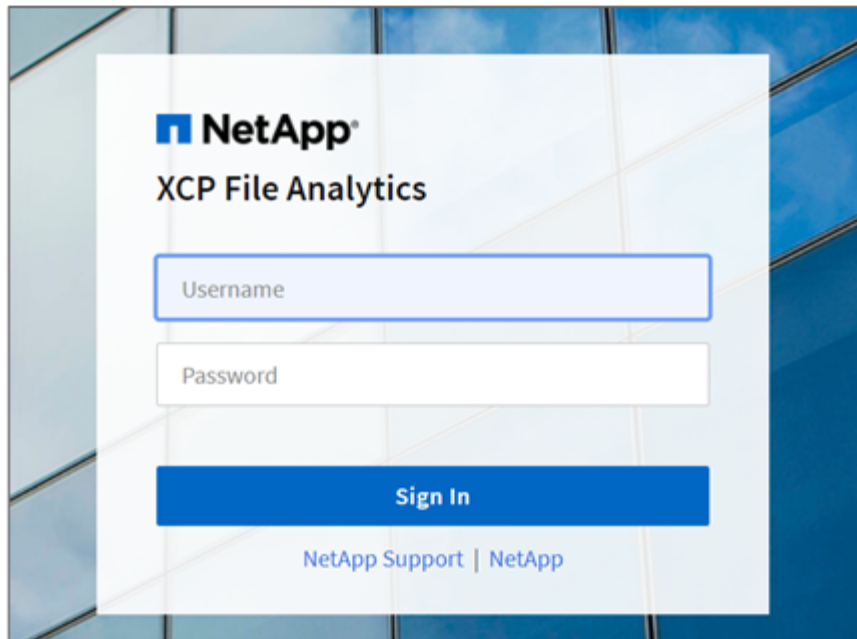 NetApp®
XCP File Analytics
Username
Password
Sign In
NetApp Support | NetApp